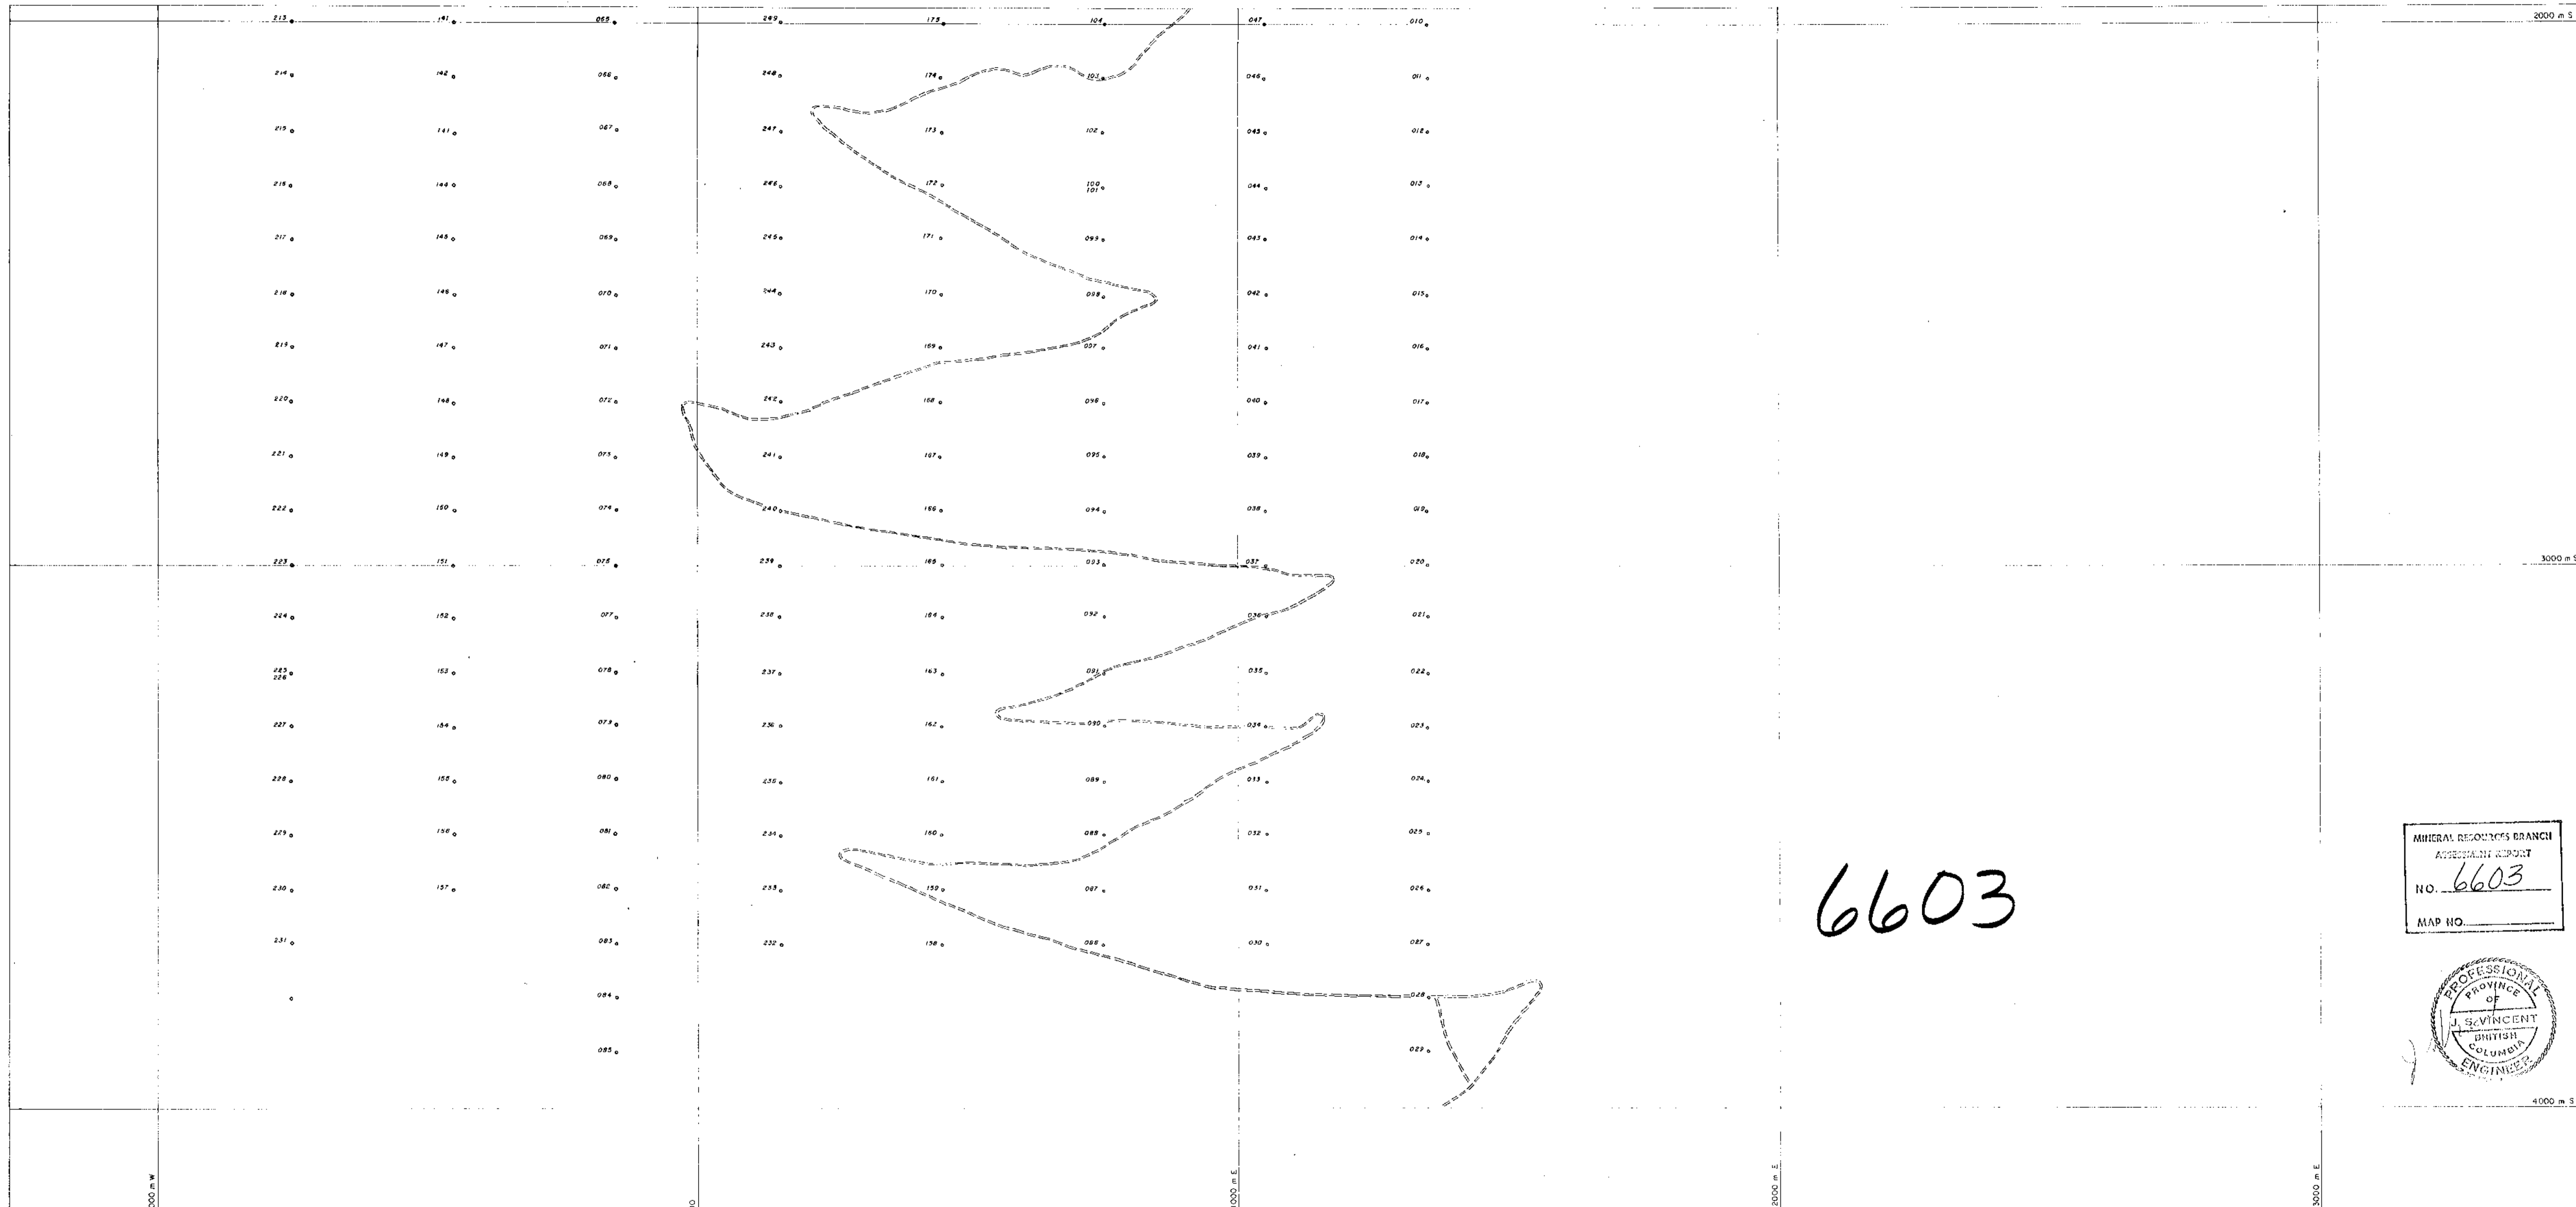 213 141 065 249 175 104 047 010 2000 m S
214 142 066 248 174 103 046 011
215 141 067 247 173 102 045 012
216 144 068 246 172 100 044 013
101
217 145 069 245 171 099 043 014
218 146 070 244 170 098 042 015
219 147 071 243 169 097 041 016
220 148 072 242 168 096 040 017
221 149 073 241 167 095 039 018
222 150 074 240 166 094 038 019
223 151 075 239 165 093 037 020 3000 m S
224 152 077 238 164 092 036 021
225 153 078 237 163 091 035 022
226
227 154 079 236 162 090 034 023
228 155 080 235 161 089 033 024
229 156 081 234 160 088 032 025
230 157 082 233 159 087 031 026
231 083 232 158 086 030 027
084 028
085 029
6603
MINERAL RESOURCES BRANCH
ASSESSMENT REPORT
NO. 6603
MAP NO.
PROFESSIONAL
PROVINCE
OF
J. S. VINCENT
BRITISH
COLUMBIA
ENGINEER
4000 m S
000 m W
0
1000 m E
2000 m E
3000 m E